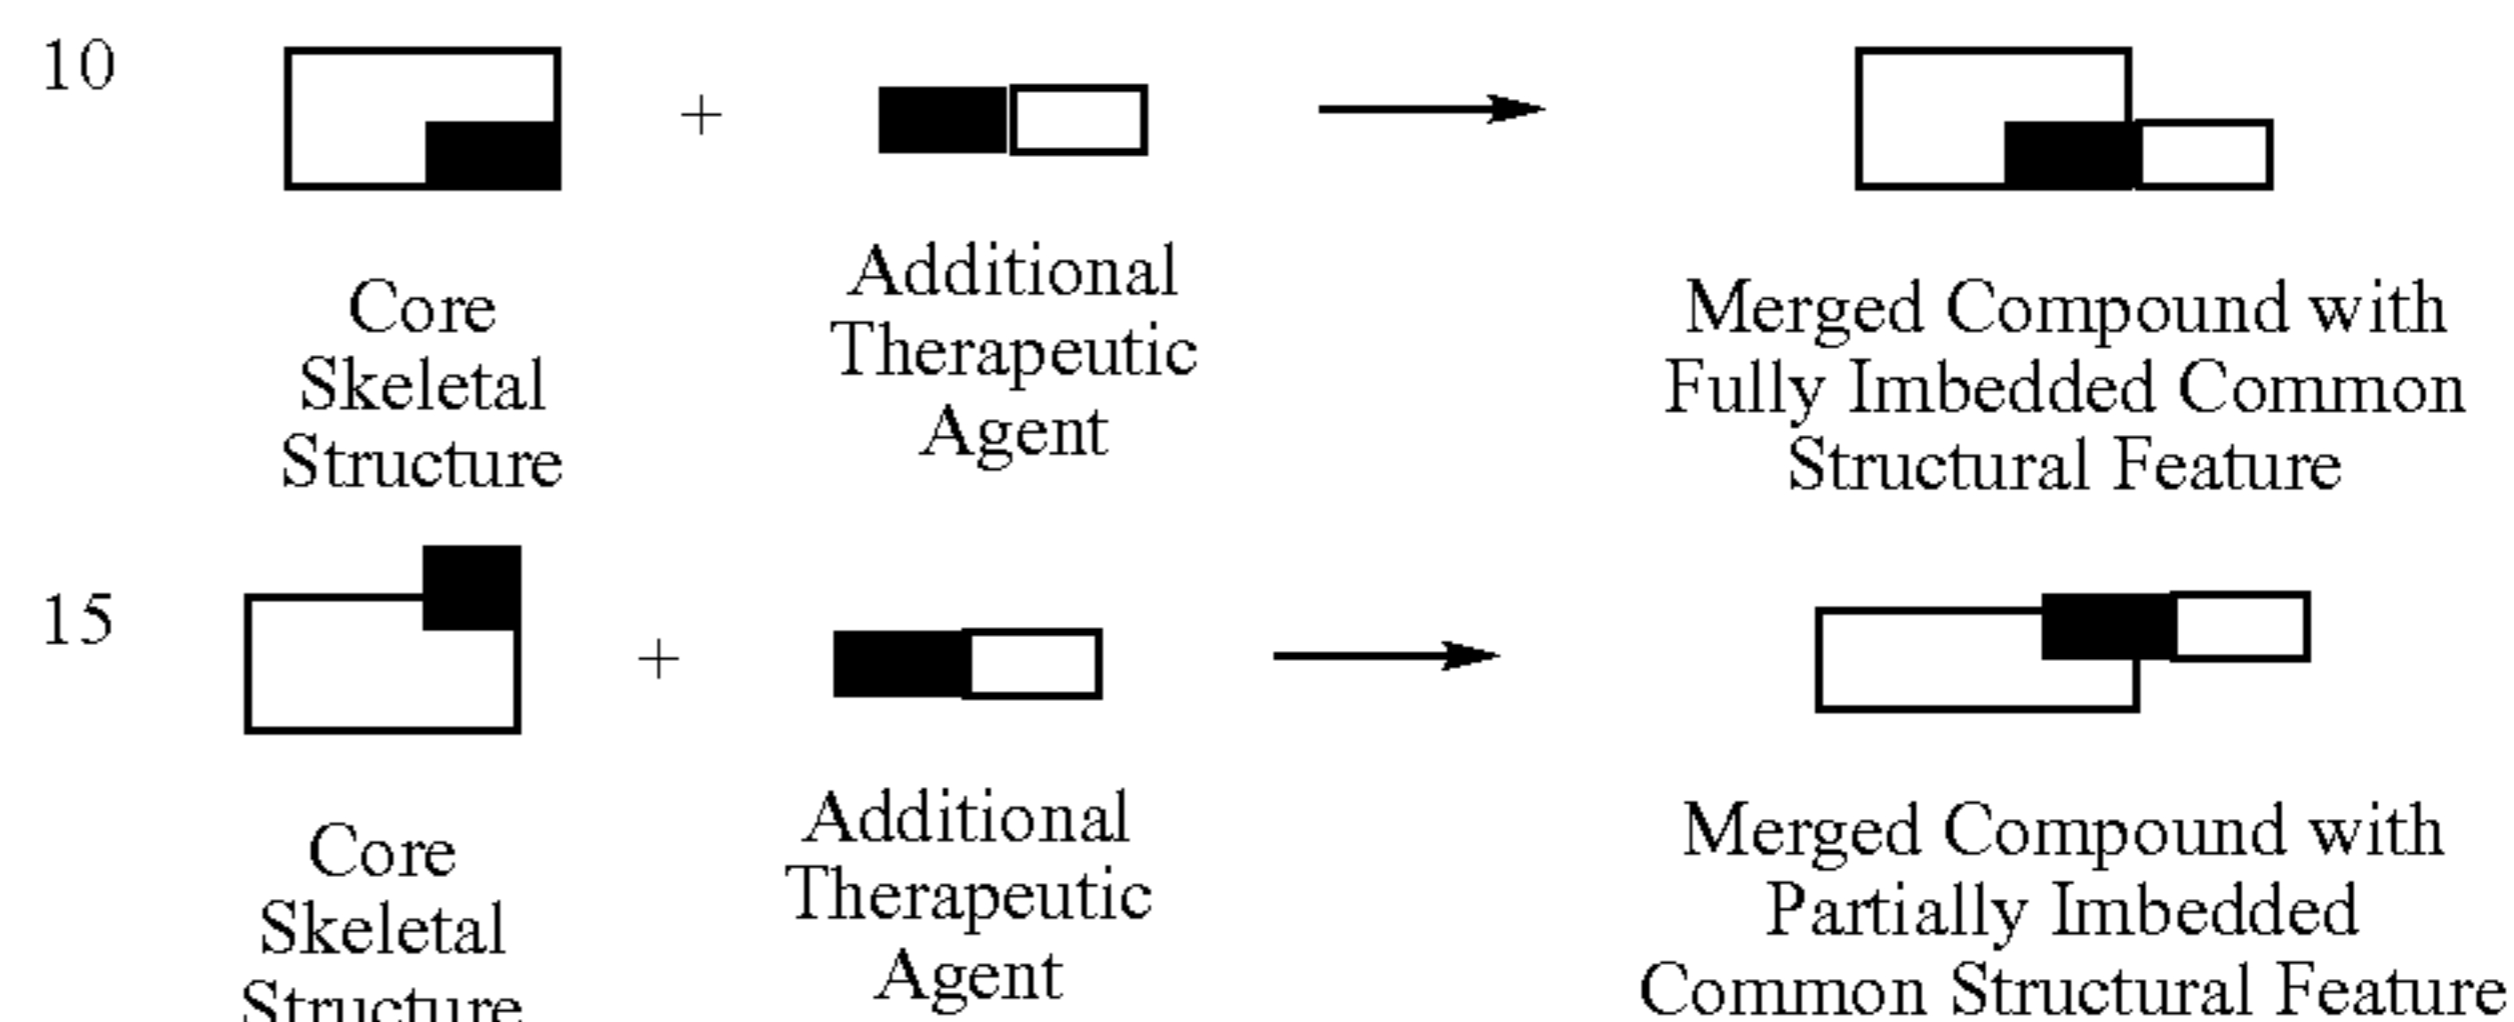 10
+
Core
Skeletal
Structure
Additional
Therapeutic
Agent
Merged Compound with
Fully Imbedded Common
Structural Feature
15
+
Core
Skeletal
Structure
Additional
Therapeutic
Agent
Merged Compound with
Partially Imbedded
Common Structural Feature